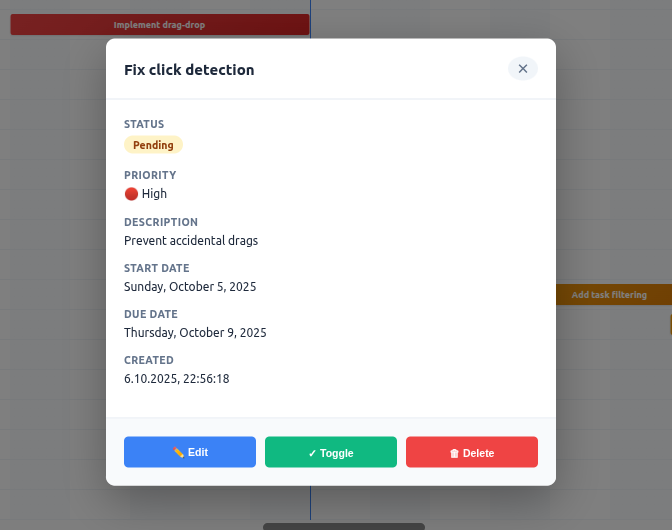 Implement drag-drop
Fix click detection
✕
STATUS
Pending
PRIORITY
🔴 High
DESCRIPTION
Prevent accidental drags
START DATE
Sunday, October 5, 2025
Add task filtering
DUE DATE
Thursday, October 9, 2025
CREATED
6.10.2025, 22:56:18
✏️ Edit
✓ Toggle
🗑 Delete